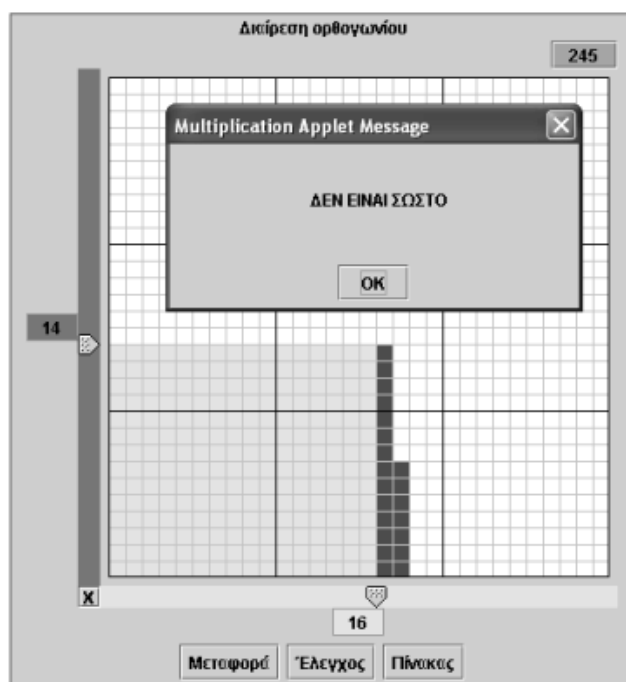 Διαίρεση ορθογωνίου
245
Multiplication Applet Message
ΔΕΝ ΕΙΝΑΙ ΣΩΣΤΟ
OK
14
X
16
Μεταφορά Έλεγχος Πίνακας